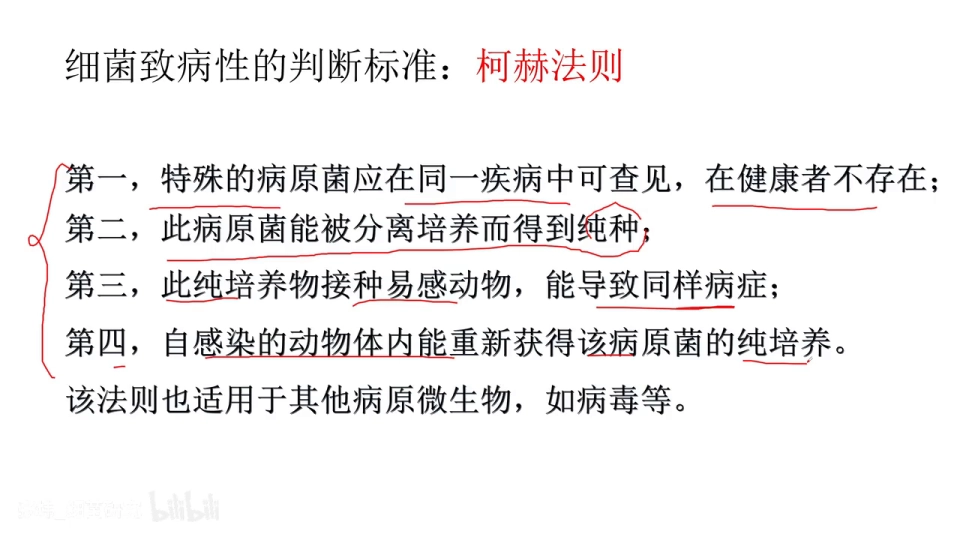 细菌致病性的判断标准：柯赫法则
第一，特殊的病原菌应在同一疾病中可查见，在健康者不存在；
第二，此病原菌能被分离培养而得到纯种；
第三，此纯培养物接种易感动物，能导致同样病症；
第四，自感染的动物体内能重新获得该病原菌的纯培养。
该法则也适用于其他病原微生物，如病毒等。
bilibili